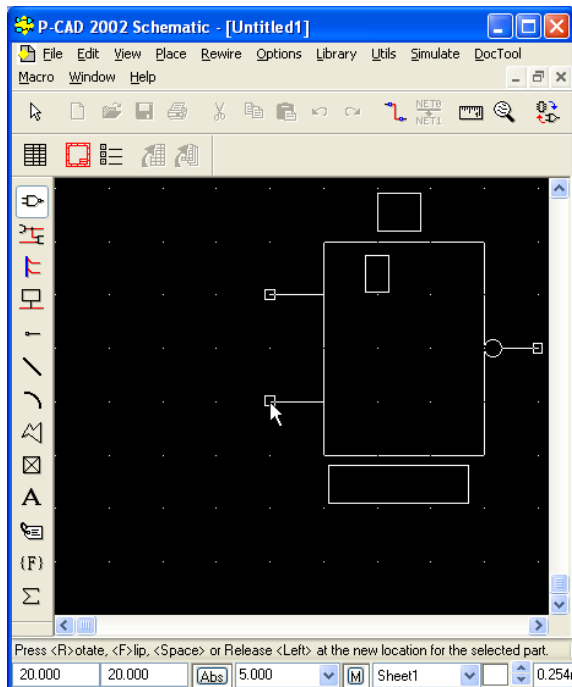 P-CAD 2002 Schematic - [Untitled1]
File Edit View Place Rewire Options Library Utils Simulate DocTool
Macro Window Help
NET0
NET1
A
{F}
Σ
Press <R>otate, <F>lip, <Space> or Release <Left> at the new location for the selected part.
20.000 20.000 Abs 5.000 M Sheet1 0.254